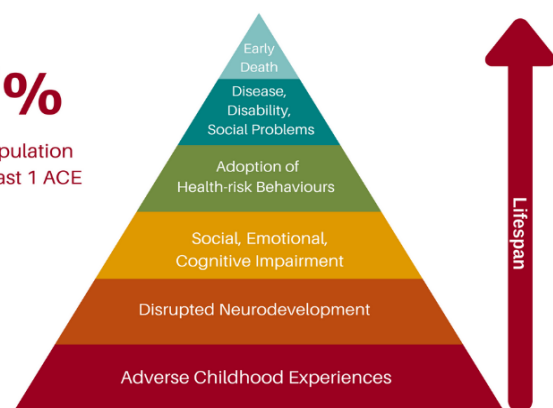 %
pulation
ast 1 ACE
Early
Death
Disease,
Disability,
Social Problems
Adoption of
Health-risk Behaviours
Social, Emotional,
Cognitive Impairment
Disrupted Neurodevelopment
Adverse Childhood Experiences
Lifespan